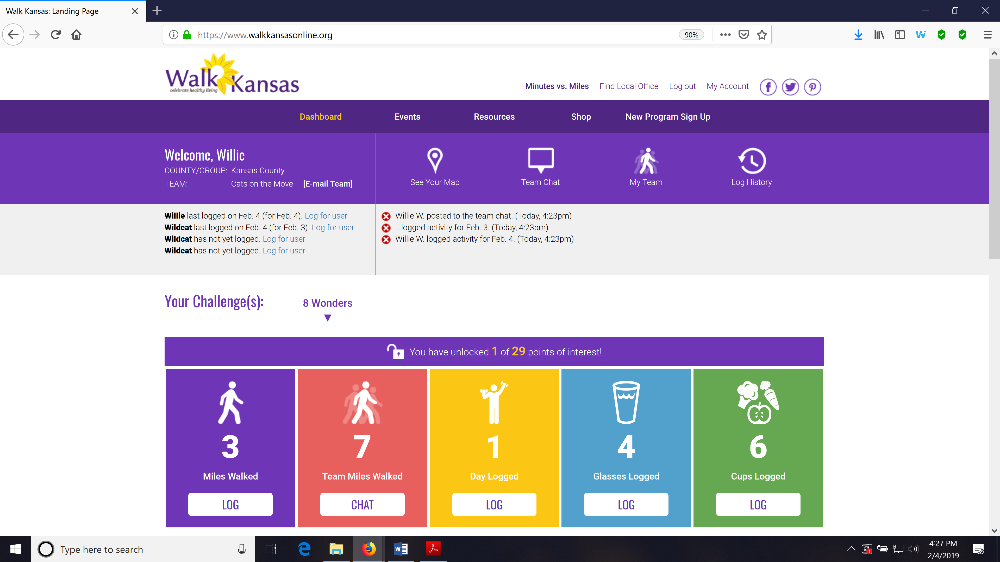 Walk Kansas: Landing Page
https://www.walkkansasonline.org
90%
Walk Kansas
celebrate healthy living
Minutes vs. Miles Find Local Office Log out My Account
Dashboard Events Resources Shop New Program Sign Up
Welcome, Willie
COUNTY/GROUP: Kansas County
TEAM: Cats on the Move [E-mail Team]
See Your Map Team Chat My Team Log History
Willie last logged on Feb. 4 (for Feb. 4). Log for user
Wildcat last logged on Feb. 4 (for Feb. 3). Log for user
Wildcat has not yet logged. Log for user
Wildcat has not yet logged. Log for user
Willie W. posted to the team chat. (Today, 4:23pm)
. logged activity for Feb. 3. (Today, 4:23pm)
Willie W. logged activity for Feb. 4. (Today, 4:23pm)
Your Challenge(s): 8 Wonders
You have unlocked 1 of 29 points of interest!
3 7 1 4 6
Miles Walked Team Miles Walked Day Logged Glasses Logged Cups Logged
LOG CHAT LOG LOG LOG
Type here to search
4:27 PM
2/4/2019